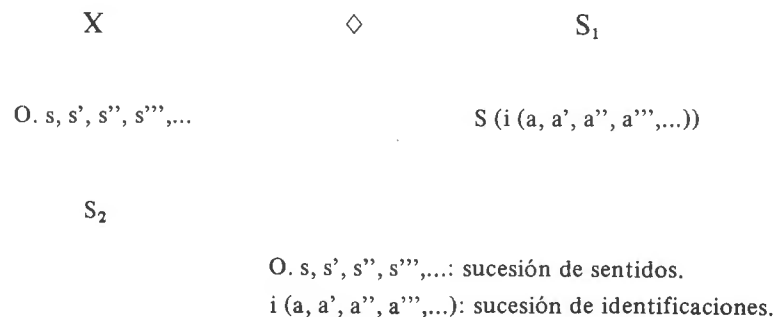 X ◇ S₁
O. s, s’, s’’, s’’’,... S (i (a, a’, a’’, a’’’,...))
S₂
O. s, s’, s’’, s’’’,...: sucesión de sentidos.
i (a, a’, a’’, a’’’,...): sucesión de identificaciones.